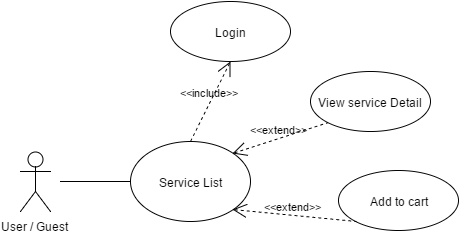 Login
<<include>>
View service Detail
<<extend>>
Service List
Add to cart
<<extend>>
User / Guest